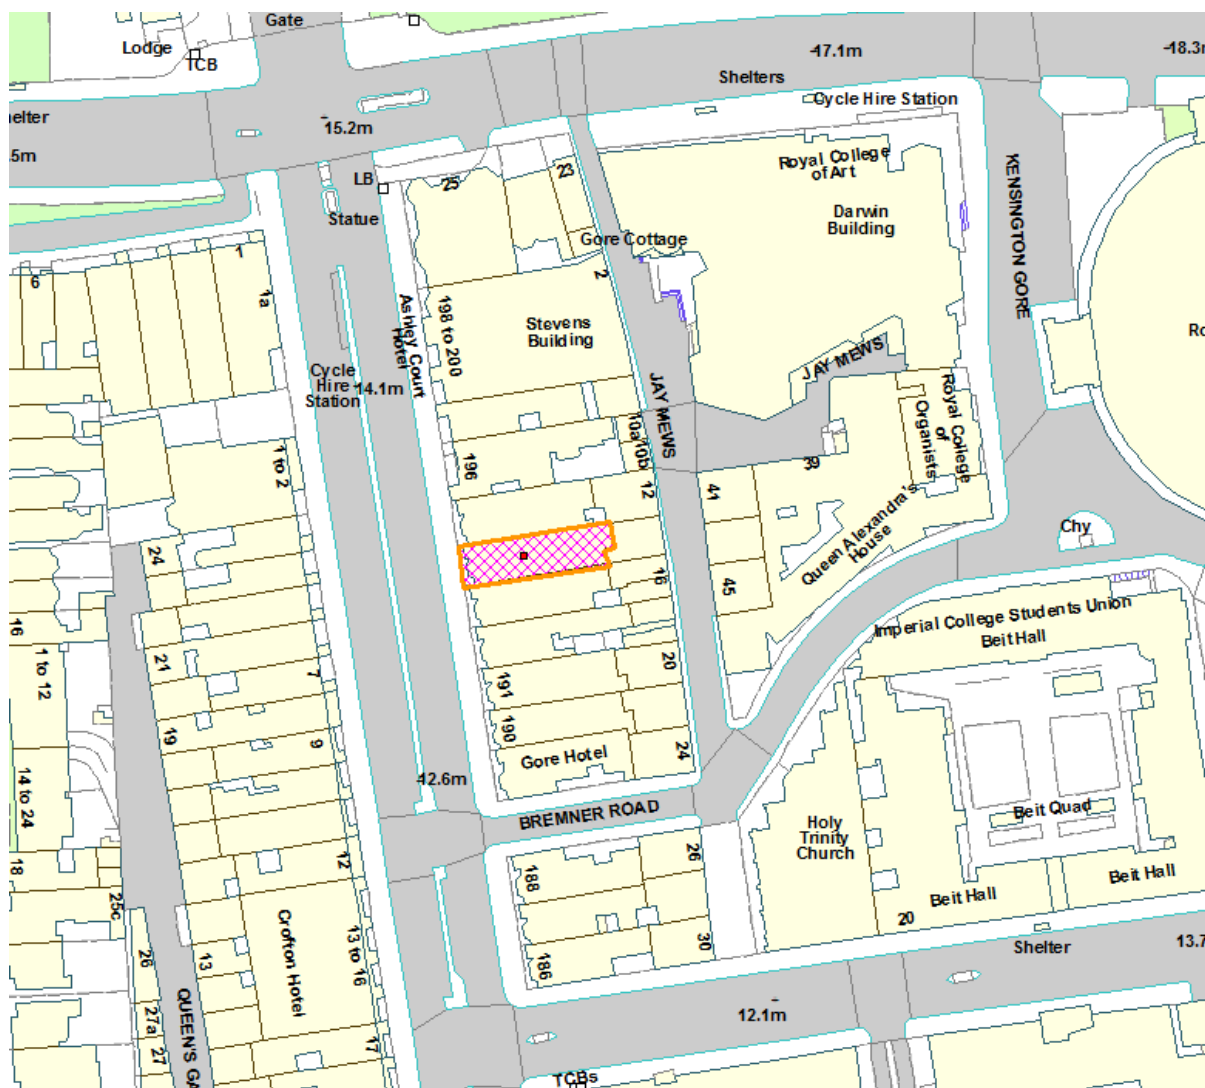 Gate
Lodge
TCB
17.1m
18.3m
Shelters
Cycle Hire Station
elter
15.2m
.5m
Royal College
of Art
LB
25
23
Statue
Darwin
Building
KENSINGTON GORE
Gore Cottage
1
6
1a
2
Ashley Court
Hotel
198 to 200
Stevens
Building
Ro
JAY MEWS
Cycle
Hire
Station
14.1m
JAY MEWS
Royal College
of
Organists
10a
10b
1 to 2
196
39
12
41
Queen Alexandra's
House
Chy
24
16
45
16
Imperial College Students Union
Beit Hall
1 to 12
21
7
20
191
190
19
9
24
Gore Hotel
12.6m
14 to 24
BREMNER ROAD
Beit Quad
Holy
Trinity
Church
18
12
188
26
Beit Hall
Beit Hall
25c
20
Crofton Hotel
13 to 16
26
13
186
30
Shelter
13.7
QUEEN'S GA
27a
27
17
12.1m
TCBs